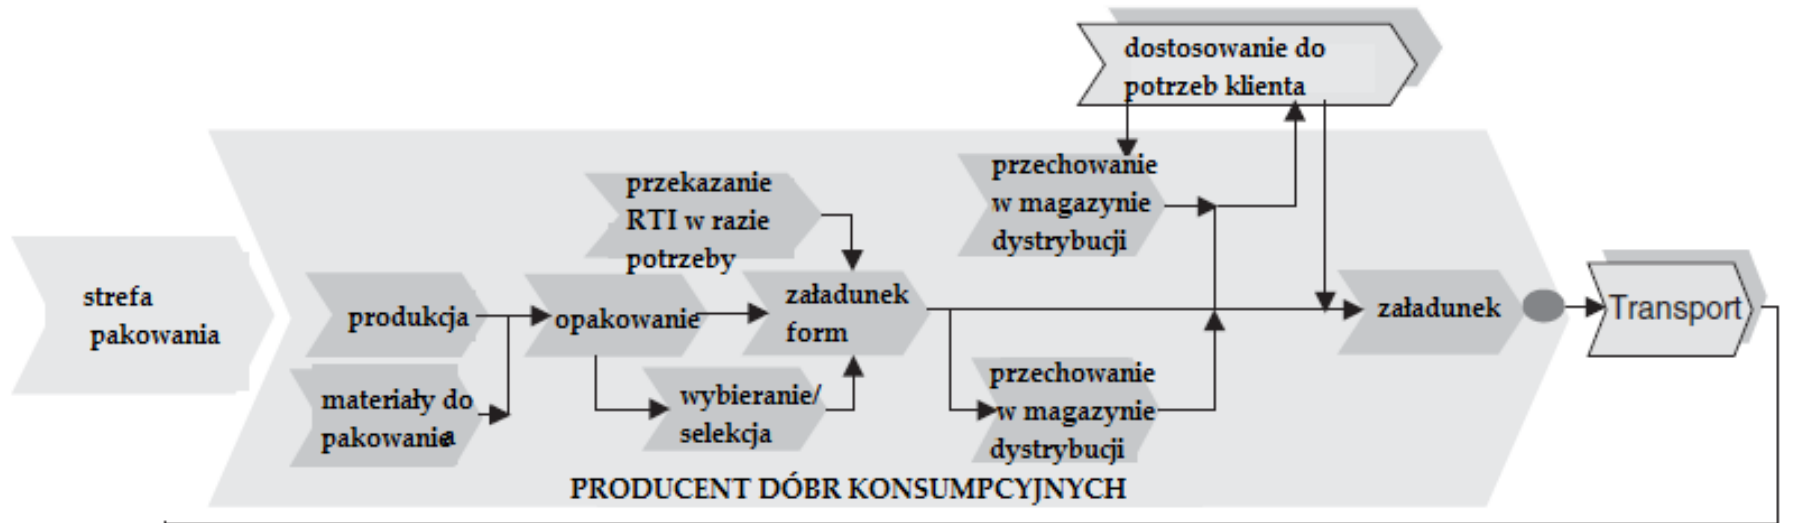 dostosowanie do
potrzeb klienta
przechowanie
w magazynie
dystrybucji
przekazanie
RTI w razie
potrzeby
strefa
pakowania
produkcja
opakowanie
załadunek
form
załadunek
Transport
materiały do
pakowania
wybieranie/
selekcja
przechowanie
w magazynie
dystrybucji
PRODUCENT DÓBR KONSUMPCYJNYCH